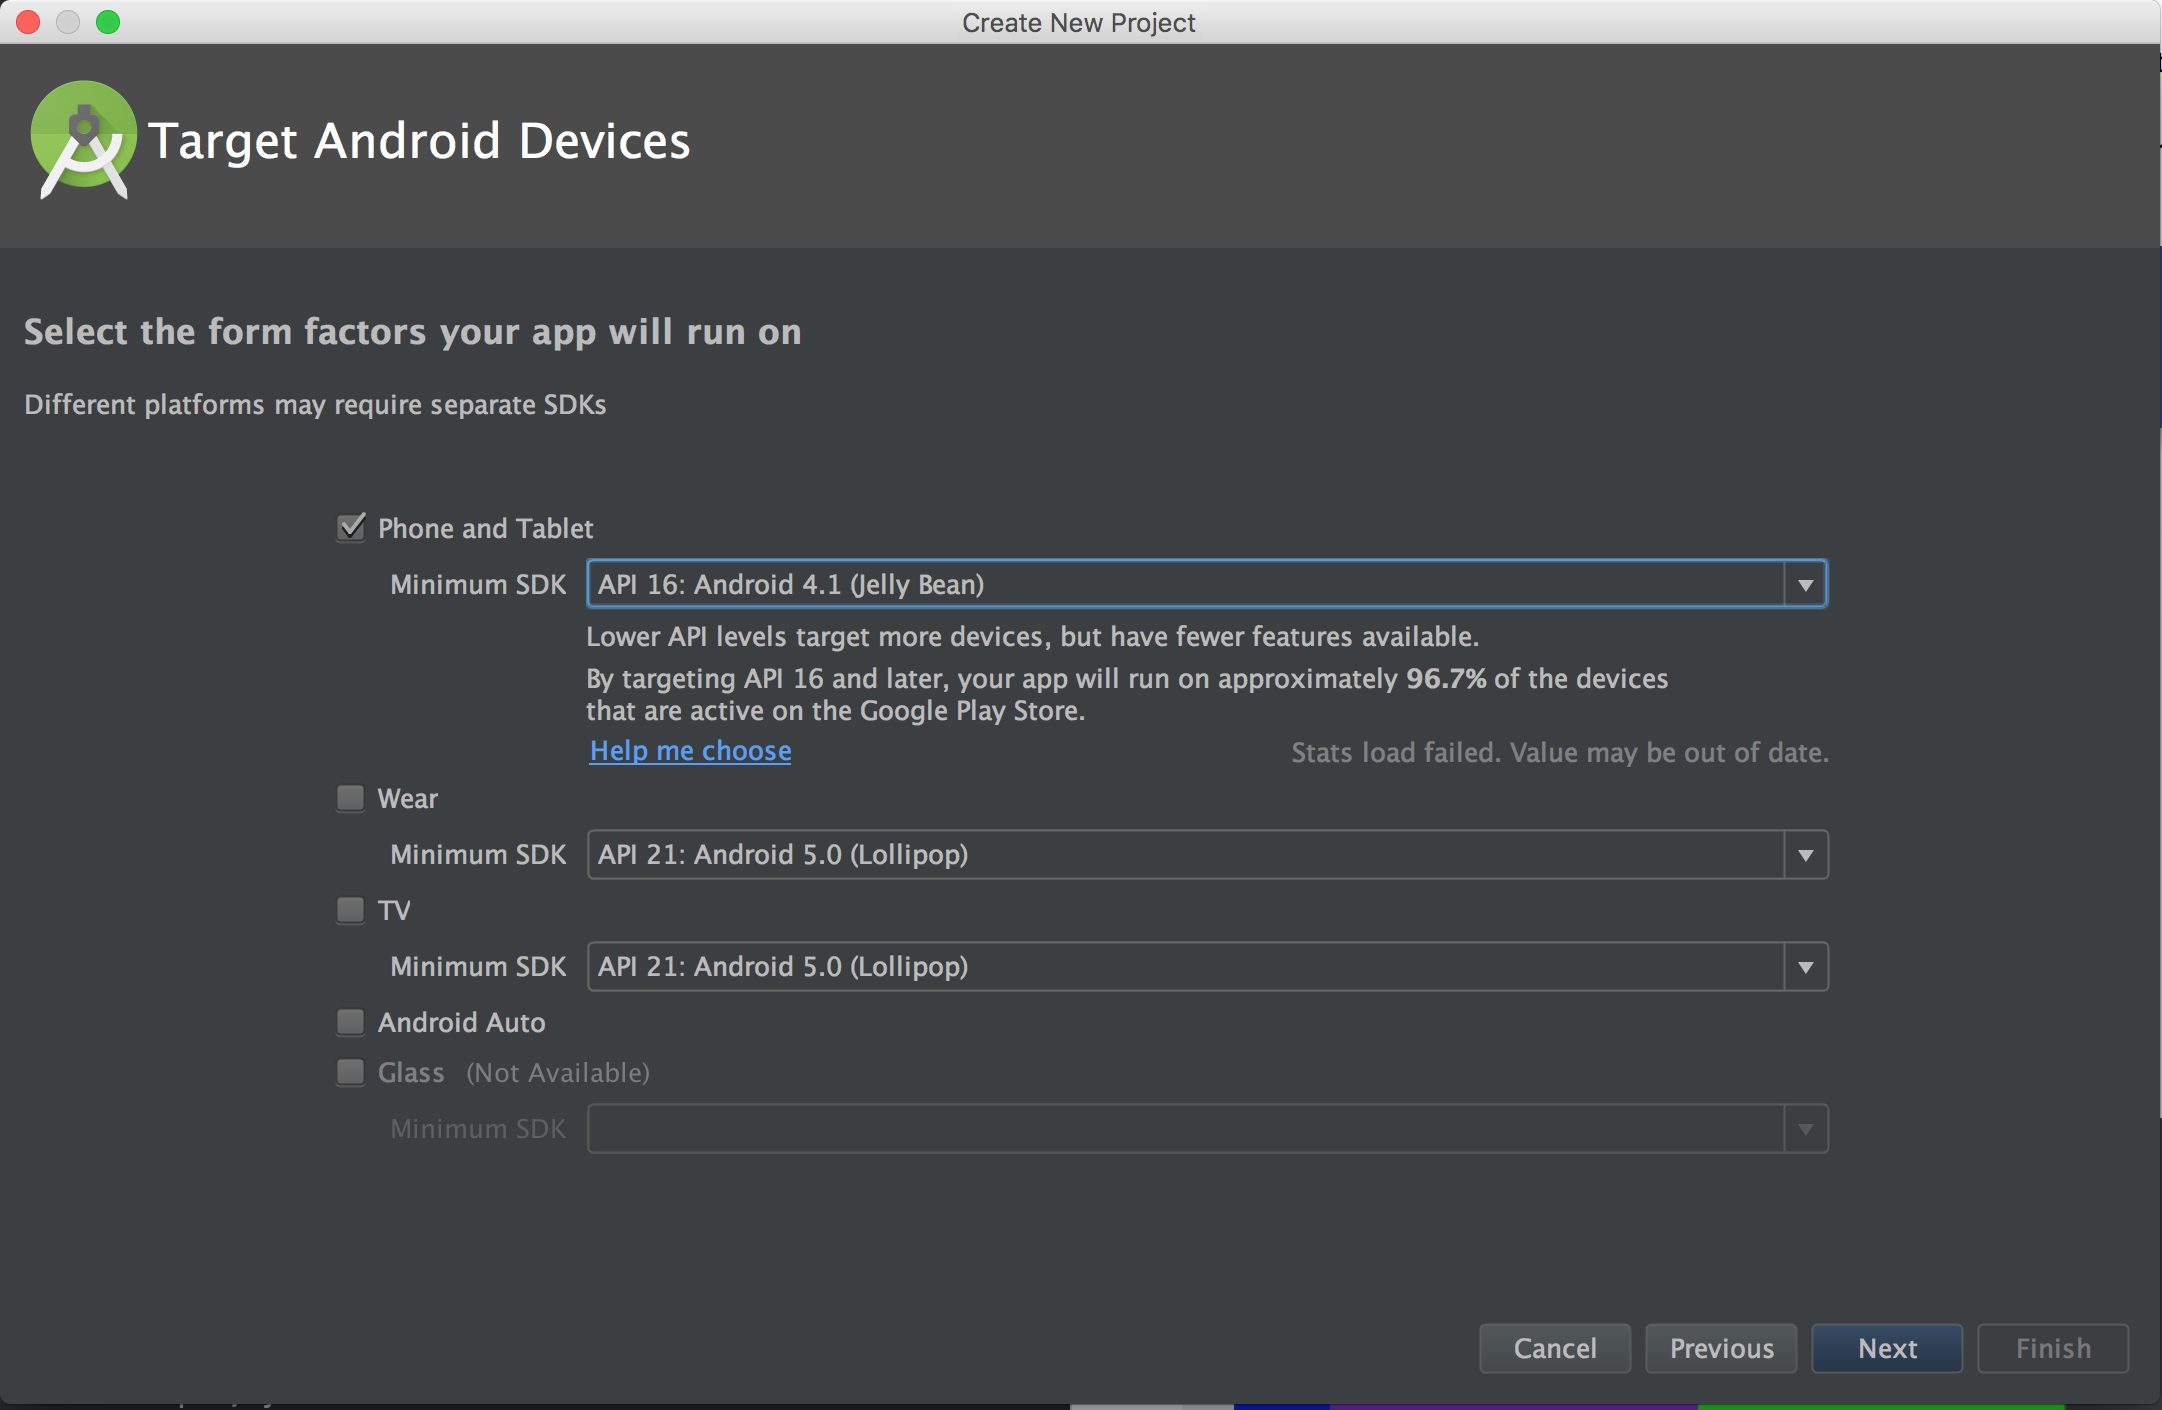 Create New Project
Target Android Devices
Select the form factors your app will run on
Different platforms may require separate SDKs
Phone and Tablet
Minimum SDK API 16: Android 4.1 (Jelly Bean)
Lower API levels target more devices, but have fewer features available.
By targeting API 16 and later, your app will run on approximately 96.7% of the devices
that are active on the Google Play Store.
Help me choose Stats load failed. Value may be out of date.
Wear
Minimum SDK API 21: Android 5.0 (Lollipop)
TV
Minimum SDK API 21: Android 5.0 (Lollipop)
Android Auto
Glass (Not Available)
Minimum SDK
Cancel Previous Next Finish